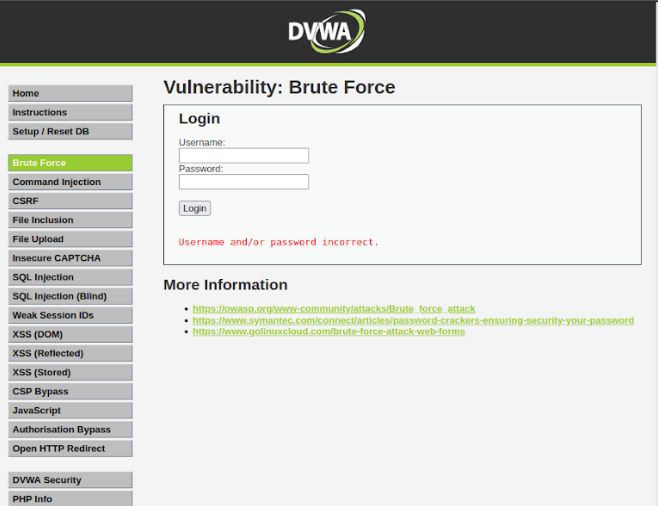 DVWA
Vulnerability: Brute Force
Home
Instructions
Setup / Reset DB
Brute Force
Command Injection
CSRF
File Inclusion
File Upload
Insecure CAPTCHA
SQL Injection
SQL Injection (Blind)
Weak Session IDs
XSS (DOM)
XSS (Reflected)
XSS (Stored)
CSP Bypass
JavaScript
Authorisation Bypass
Open HTTP Redirect
DVWA Security
PHP Info
Login
Username:
Password:
Login
Username and/or password incorrect.
More Information
https://owasp.org/www-community/attacks/Brute_force_attack
https://www.symantec.com/connect/articles/password-crackers-ensuring-security-your-password
https://www.golinuxcloud.com/brute-force-attack-web-forms